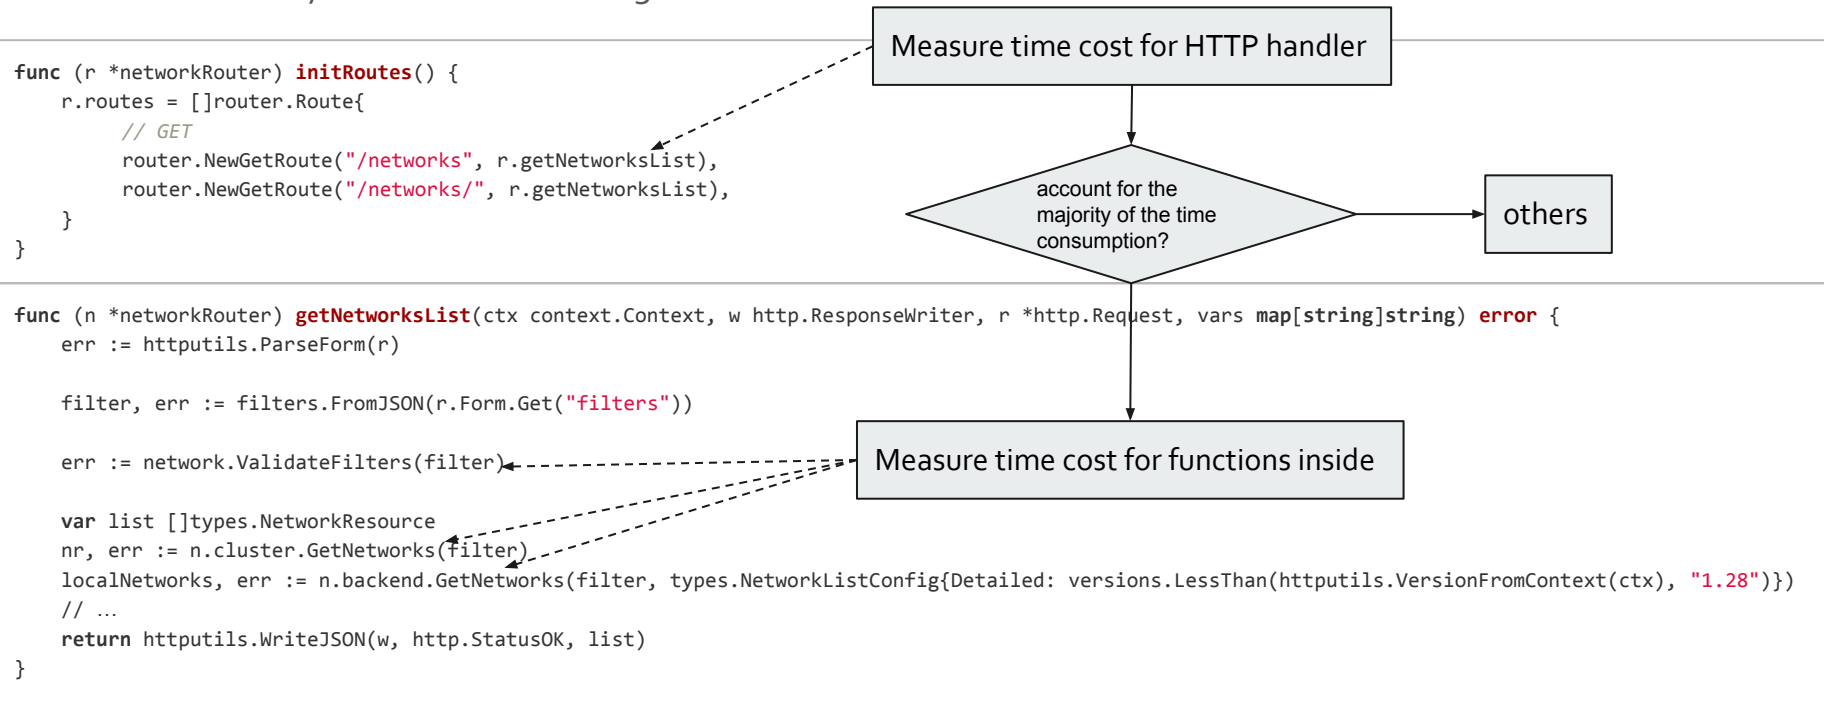 Measure time cost for HTTP handler
func (r *networkRouter) initRoutes() {
r.routes = []router.Route{
// GET
router.NewGetRoute("/networks", r.getNetworksList),
router.NewGetRoute("/networks/", r.getNetworksList),
}
}
account for the
majority of the time
consumption?
others
func (n *networkRouter) getNetworksList(ctx context.Context, w http.ResponseWriter, r *http.Request, vars map[string]string) error {
err := httputils.ParseForm(r)
filter, err := filters.FromJSON(r.Form.Get("filters"))
err := network.ValidateFilters(filter)
Measure time cost for functions inside
var list []types.NetworkResource
nr, err := n.cluster.GetNetworks(filter)
localNetworks, err := n.backend.GetNetworks(filter, types.NetworkListConfig{Detailed: versions.LessThan(httputils.VersionFromContext(ctx), "1.28")})
// …
return httputils.WriteJSON(w, http.StatusOK, list)
}